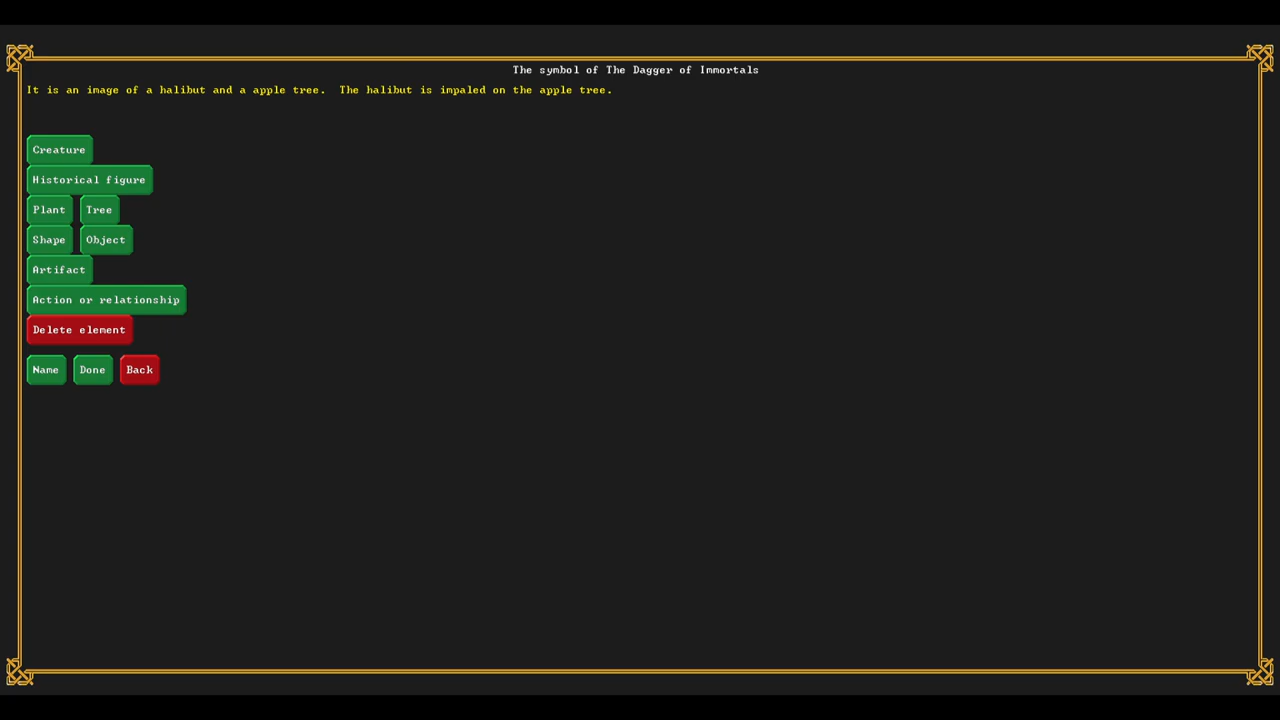 The symbol of The Dagger of Immortals
It is an image of a halibut and a apple tree.  The halibut is impaled on the apple tree.
Creature
Historical figure
Plant Tree
Shape Object
Artifact
Action or relationship
Delete element
Name Done Back